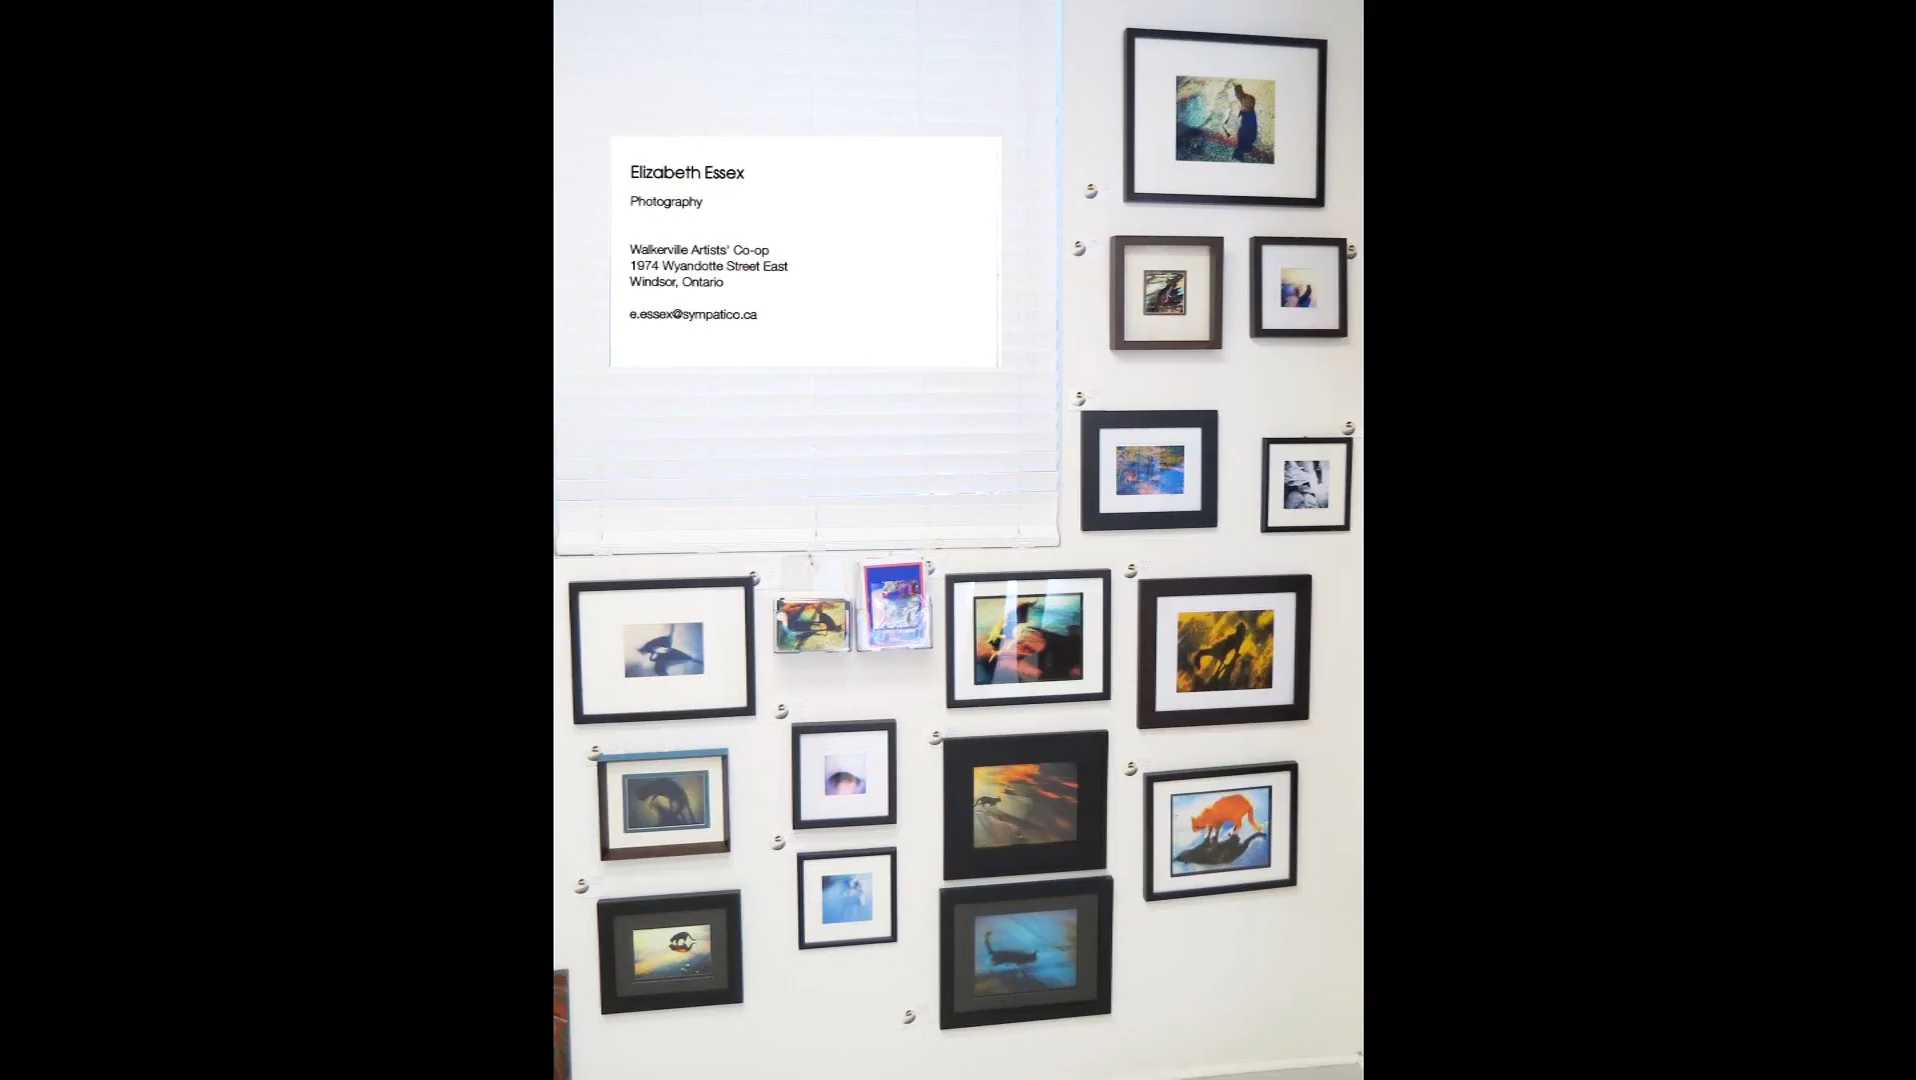 Elizabeth Essex
Photography
Walkerville Artists' Co-op
1974 Wyandotte Street East
Windsor, Ontario
e.essex@sympatico.ca